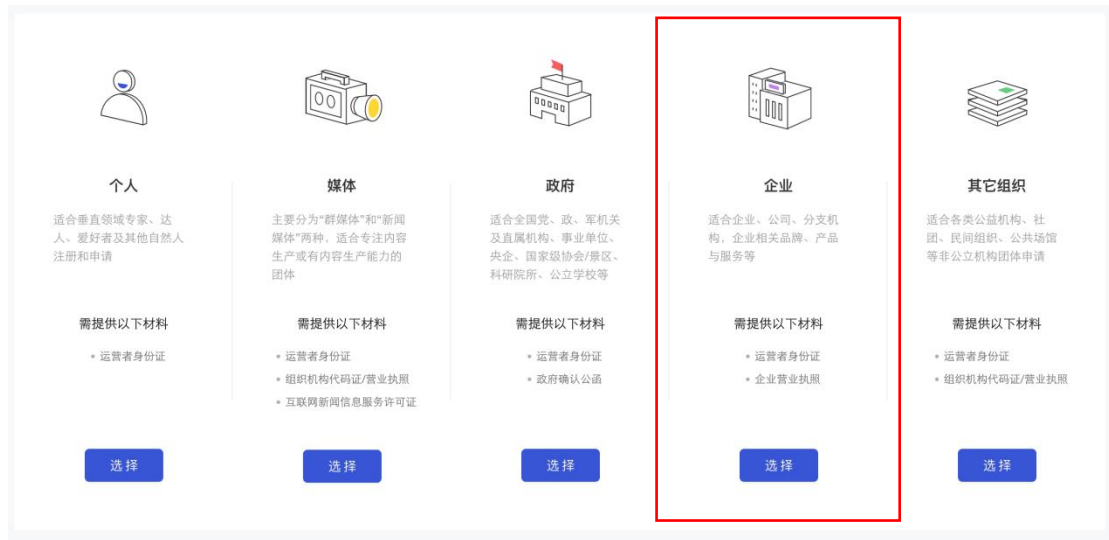 个人
适合垂直领域专家、达
人、爱好者及其他自然人
注册和申请
需提供以下材料
• 运营者身份证
选择
媒体
主要分为“群媒体”和“新闻
媒体”两种，适合专注内容
生产或有内容生产能力的
团体
需提供以下材料
• 运营者身份证
• 组织机构代码证/营业执照
• 互联网新闻信息服务许可证
选择
政府
适合全国党、政、军机关
及直属机构、事业单位、
央企、国家级协会/景区、
科研院所、公立学校等
需提供以下材料
• 运营者身份证
• 政府确认公函
选择
企业
适合企业、公司、分支机
构，企业相关品牌、产品
与服务等
需提供以下材料
• 运营者身份证
• 企业营业执照
选择
其它组织
适合各类公益机构、社
团、民间组织、公共场馆
等非公立机构团体申请
需提供以下材料
• 运营者身份证
• 组织机构代码证/营业执照
选择